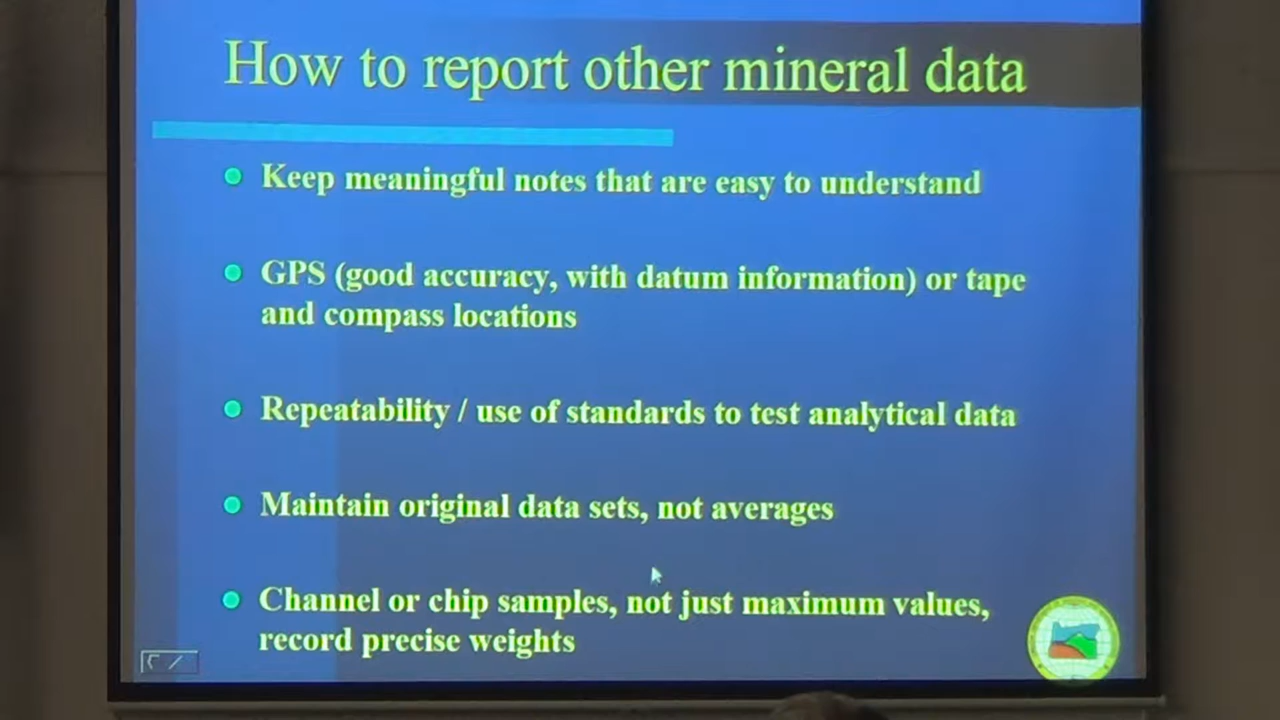 How to report other mineral data
Keep meaningful notes that are easy to understand
GPS (good accuracy, with datum information) or tape
and compass locations
Repeatability / use of standards to test analytical data
Maintain original data sets, not averages
Channel or chip samples, not just maximum values,
record precise weights